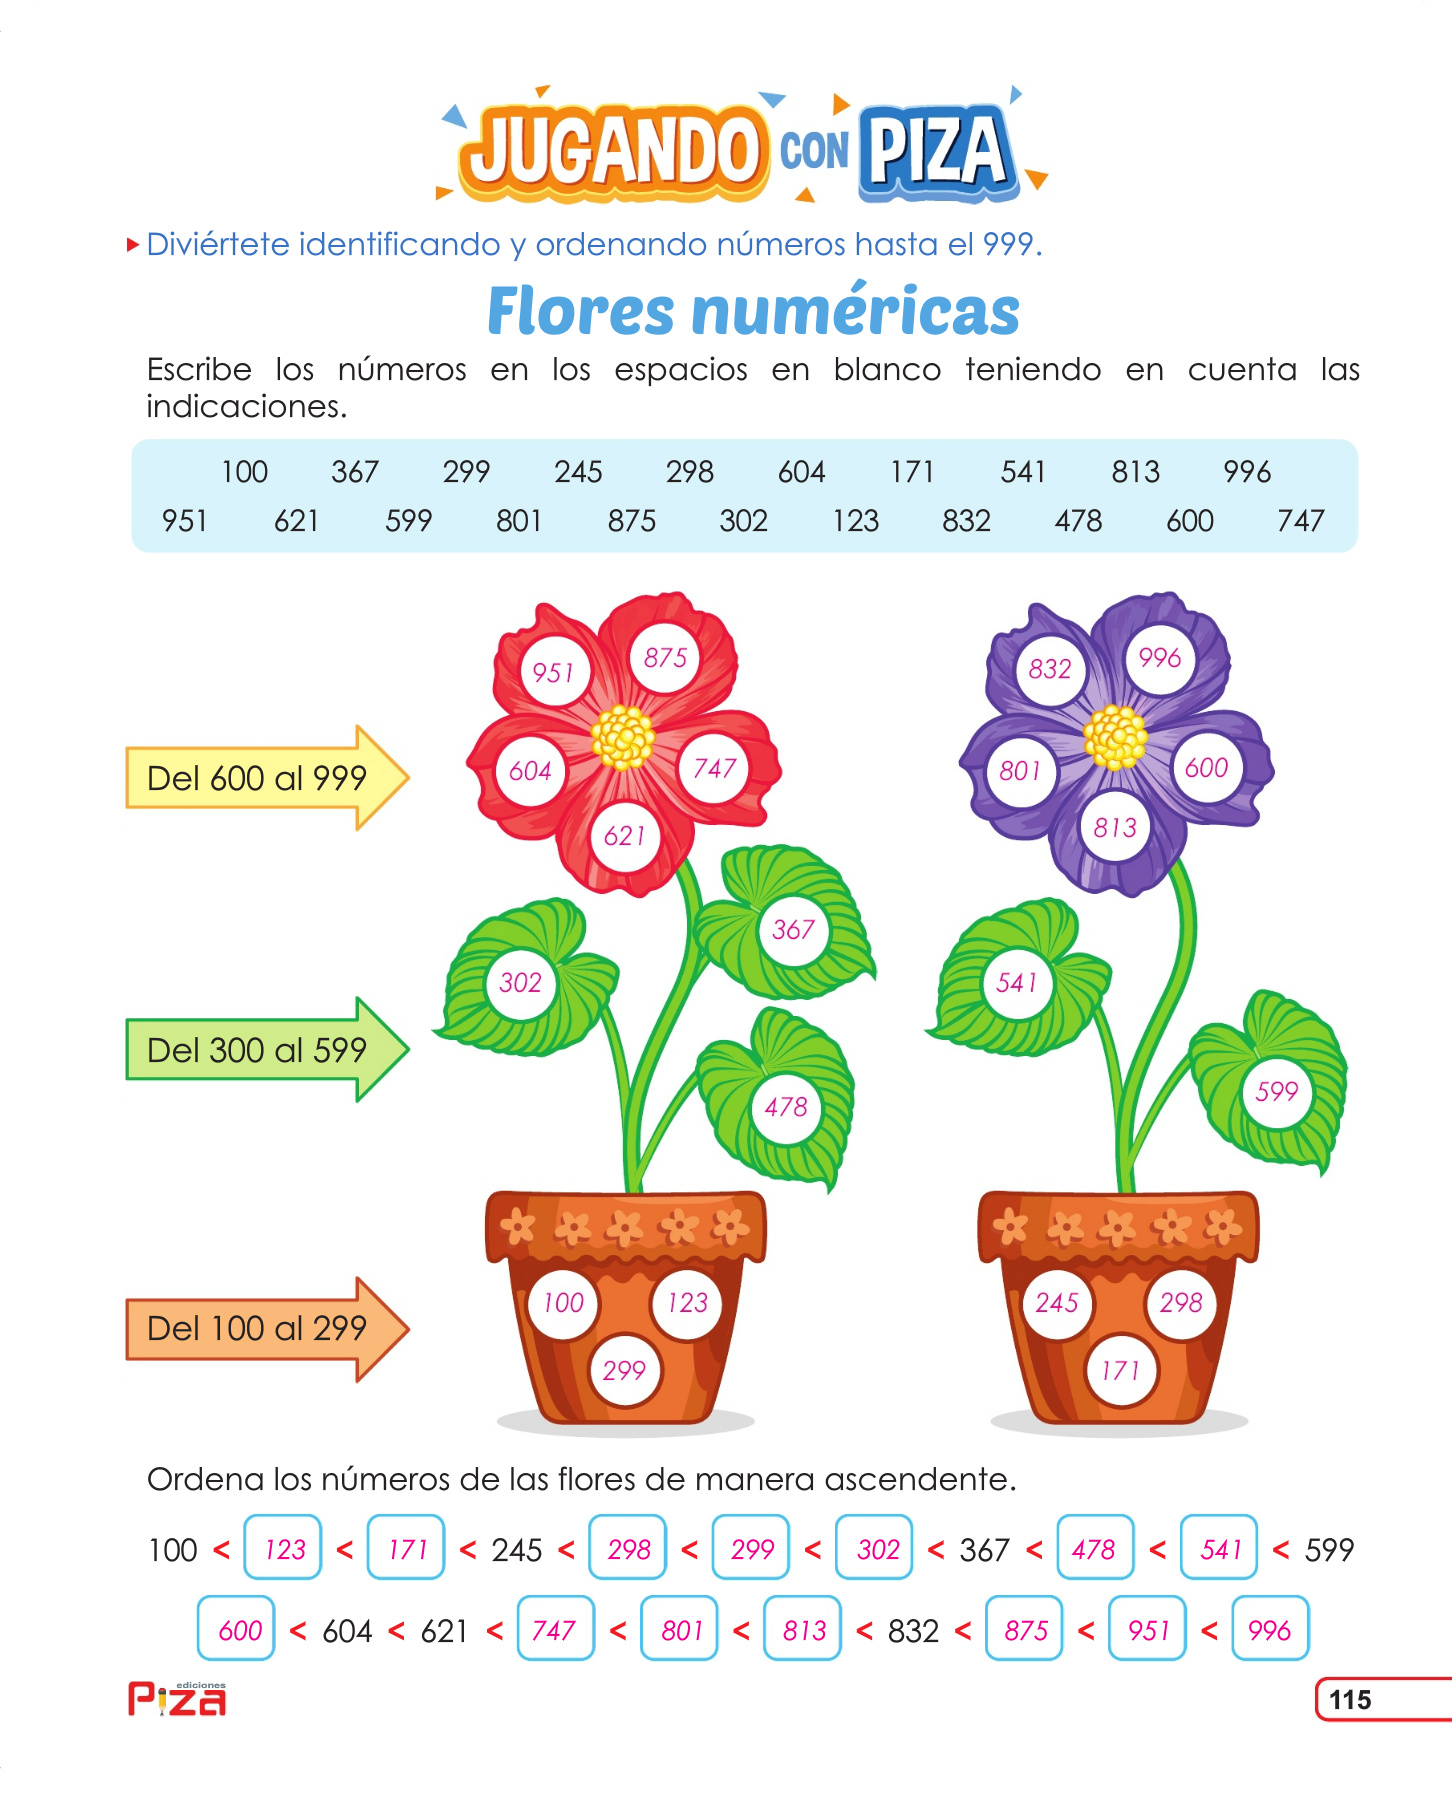 JUGANDO CON PIZA
Diviértete identificando y ordenando números hasta el 999.
Flores numéricas
Escribe los números en los espacios en blanco teniendo en cuenta las
indicaciones.
100 367 299 245 298 604 171 541 813 996
951 621 599 801 875 302 123 832 478 600 747
951 875 832 996
Del 600 al 999 604 747 801 600
621 813
367
302 541
Del 300 al 599
478 599
100 123 245 298
Del 100 al 299
299 171
Ordena los números de las flores de manera ascendente.
100 < 123 < 171 < 245 < 298 < 299 < 302 < 367 < 478 < 541 < 599
600 < 604 < 621 < 747 < 801 < 813 < 832 < 875 < 951 < 996
ediciones
Piza
115